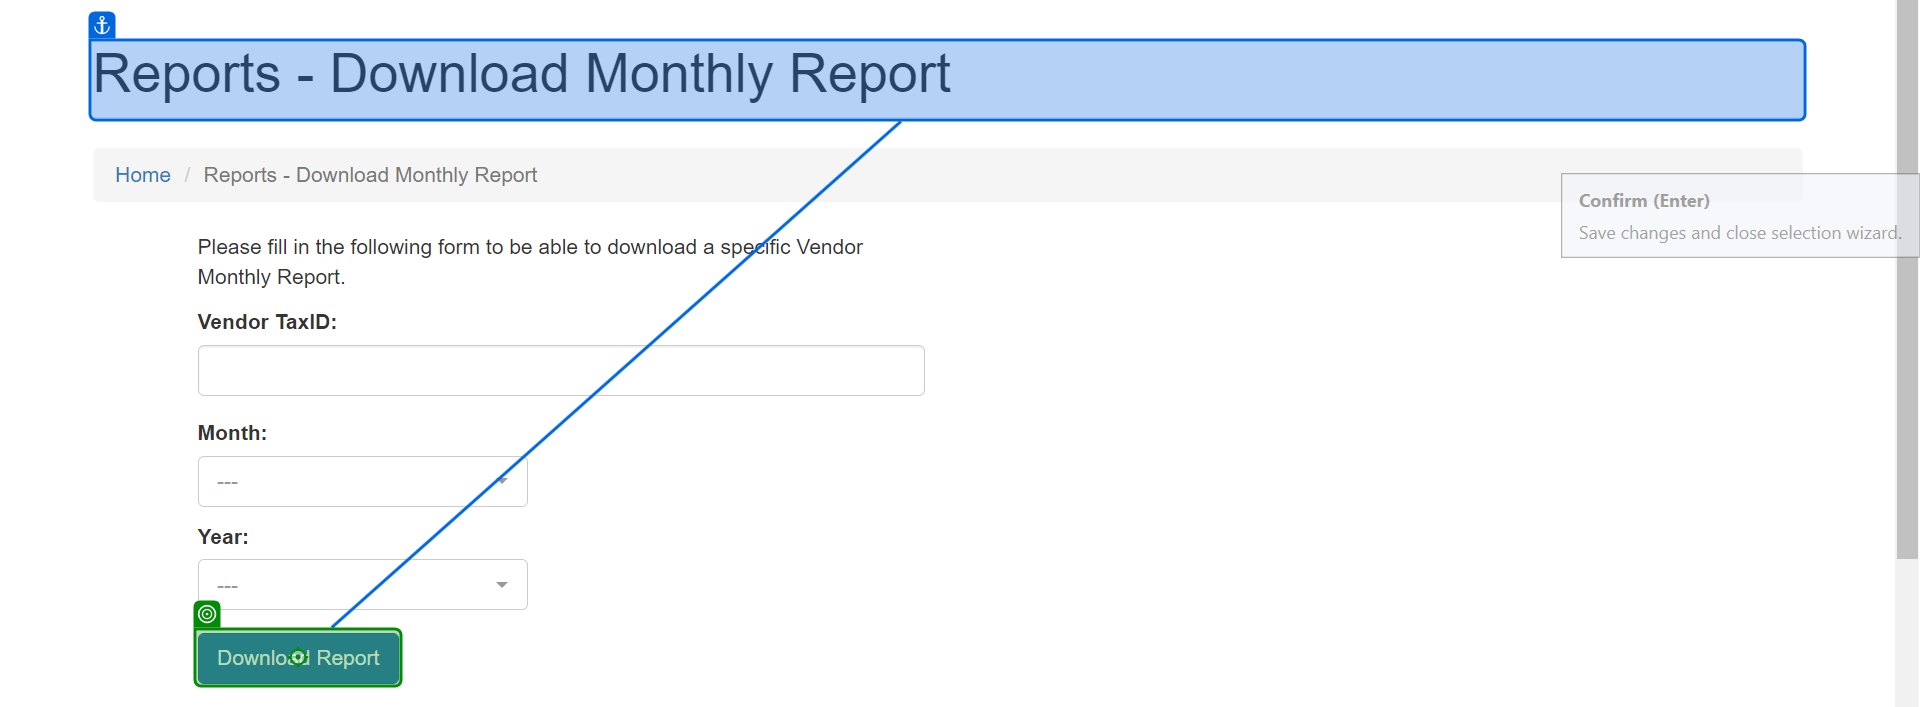 Reports - Download Monthly Report
Home / Reports - Download Monthly Report
Confirm (Enter)
Save changes and close selection wizard.
Please fill in the following form to be able to download a specific Vendor
Monthly Report.
Vendor TaxID:
Month:
---
Year:
---
Download Report